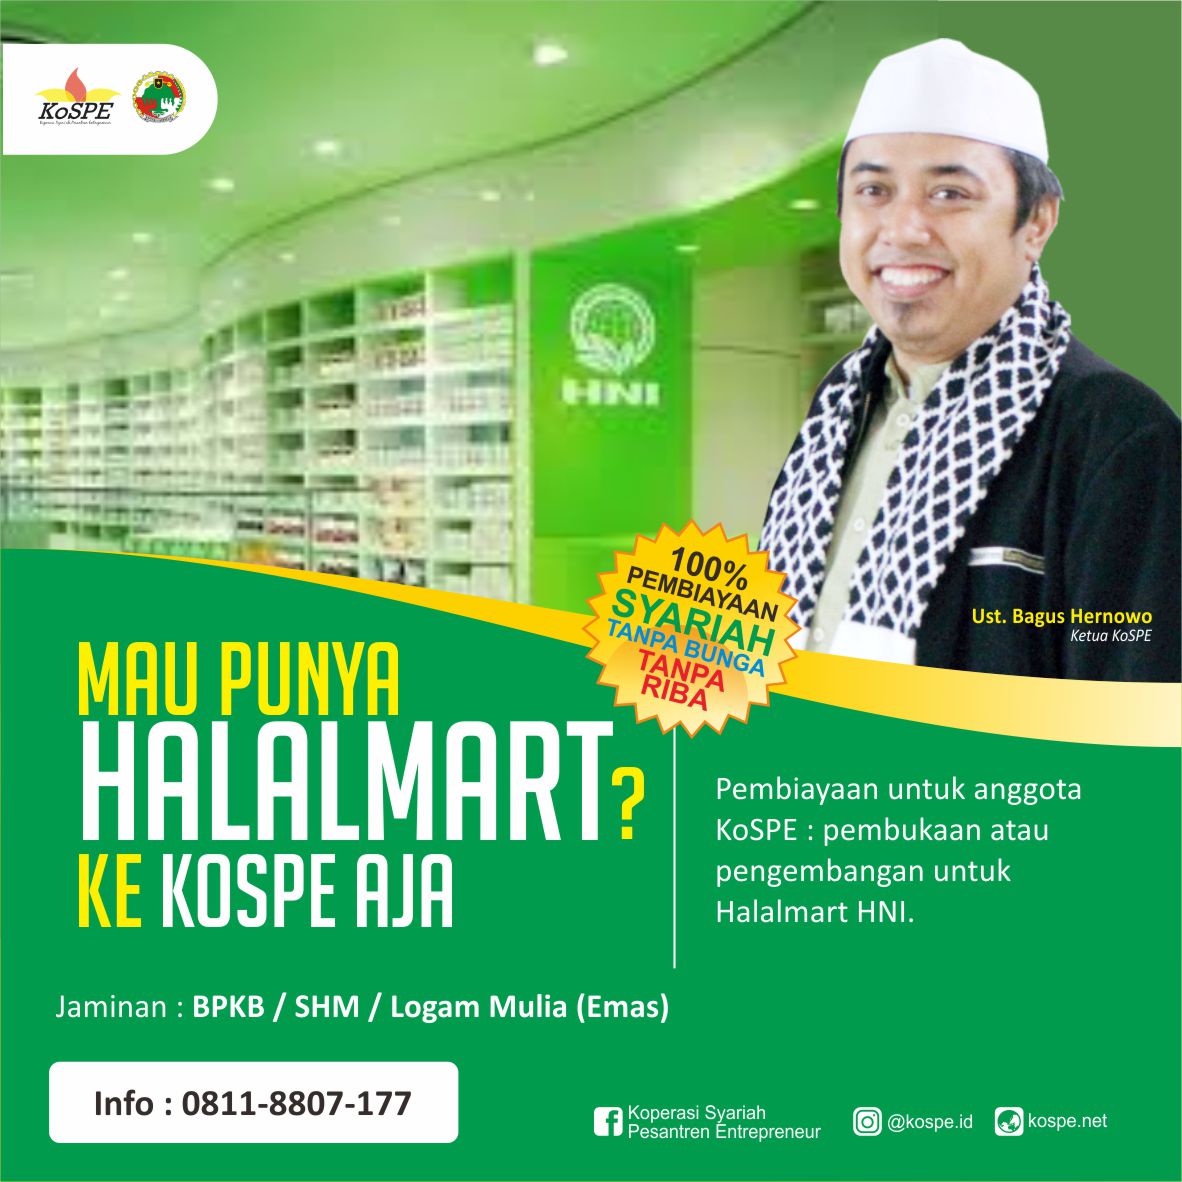 KoSPE
HNI
100%
PEMBIAYAAN
SYARIAH
TANPA BUNGA
TANPA
RIBA
Ust. Bagus Hernowo
Ketua KoSPE
MAU PUNYA
HALALMART?
KE KOSPE AJA
Pembiayaan untuk anggota
KoSPE : pembukaan atau
pengembangan untuk
Halalmart HNI.
Jaminan : BPKB / SHM / Logam Mulia (Emas)
Info : 0811-8807-177
Koperasi Syariah
Pesantren Entrepreneur
@kospe.id
kospe.net